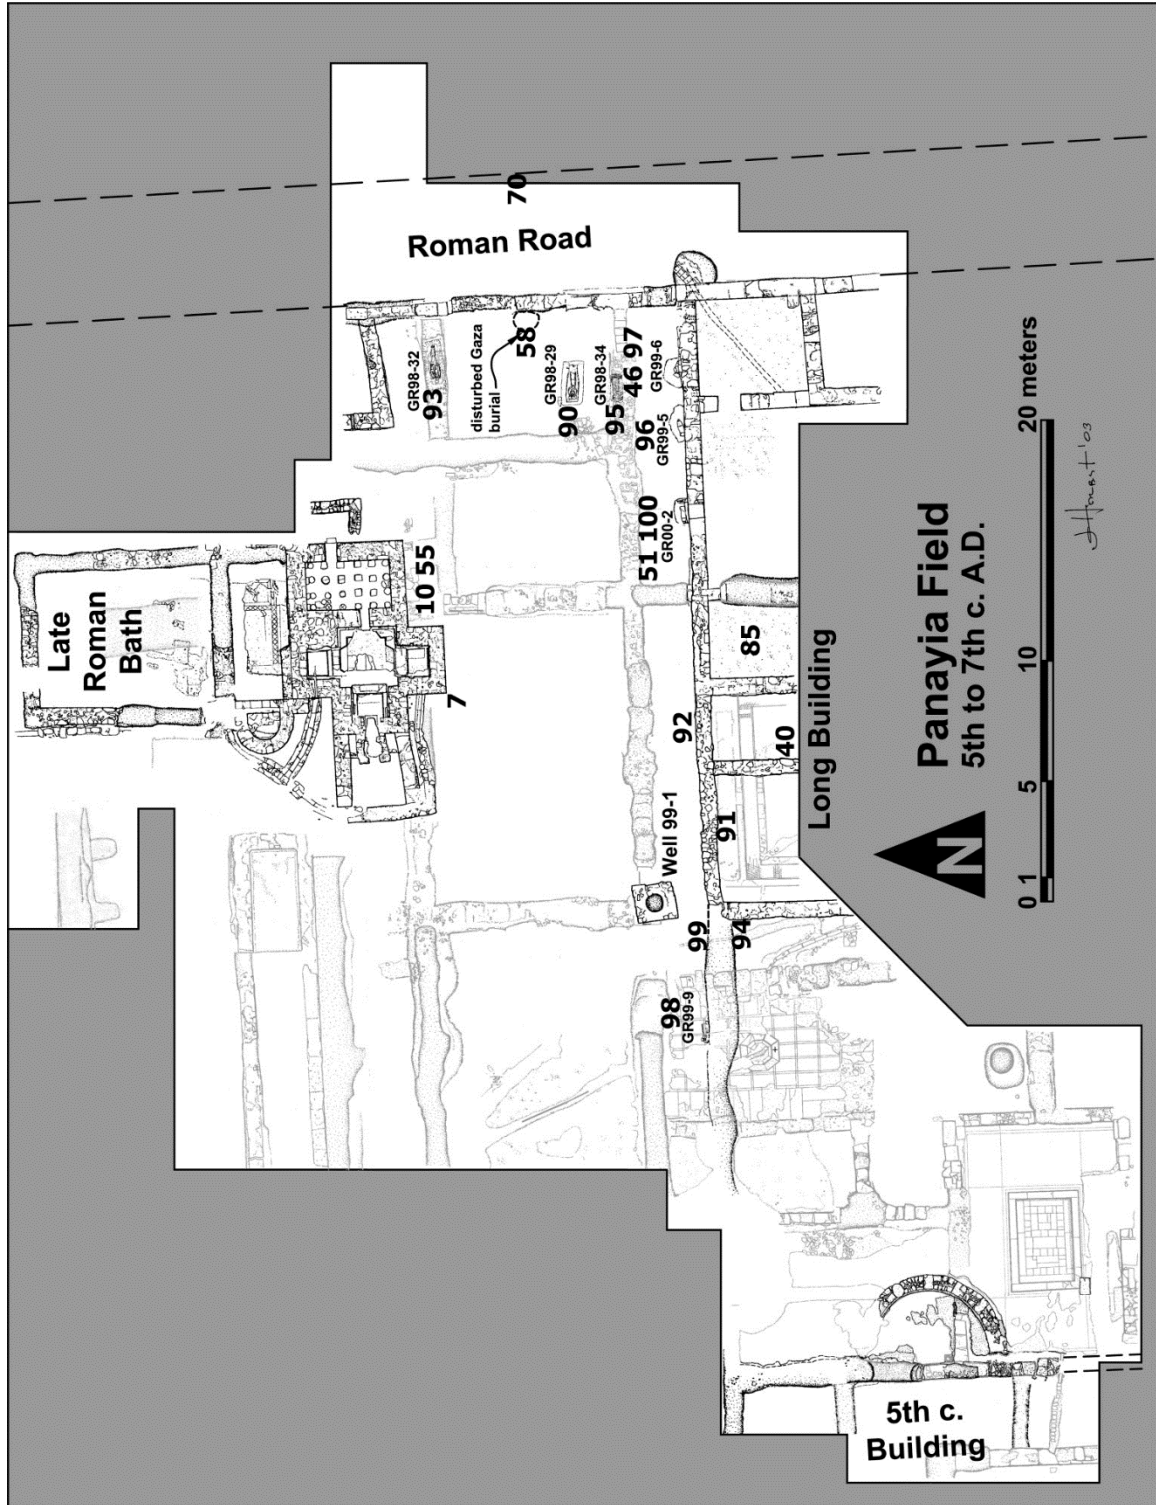 70
Roman Road
GR98-32
93
disturbed Gaza
burial
58
GR98-29
90
GR98-34
95
46 97
GR99-6
96
GR99-5
51 100
GR00-2
Late
Roman
Bath
10 55
7
85
92
40
Long Building
91
Well 99-1
99
94
98
GR99-9
Panayia Field
5th to 7th c. A.D.
N
0 1 5 10 20 meters
5th c.
Building